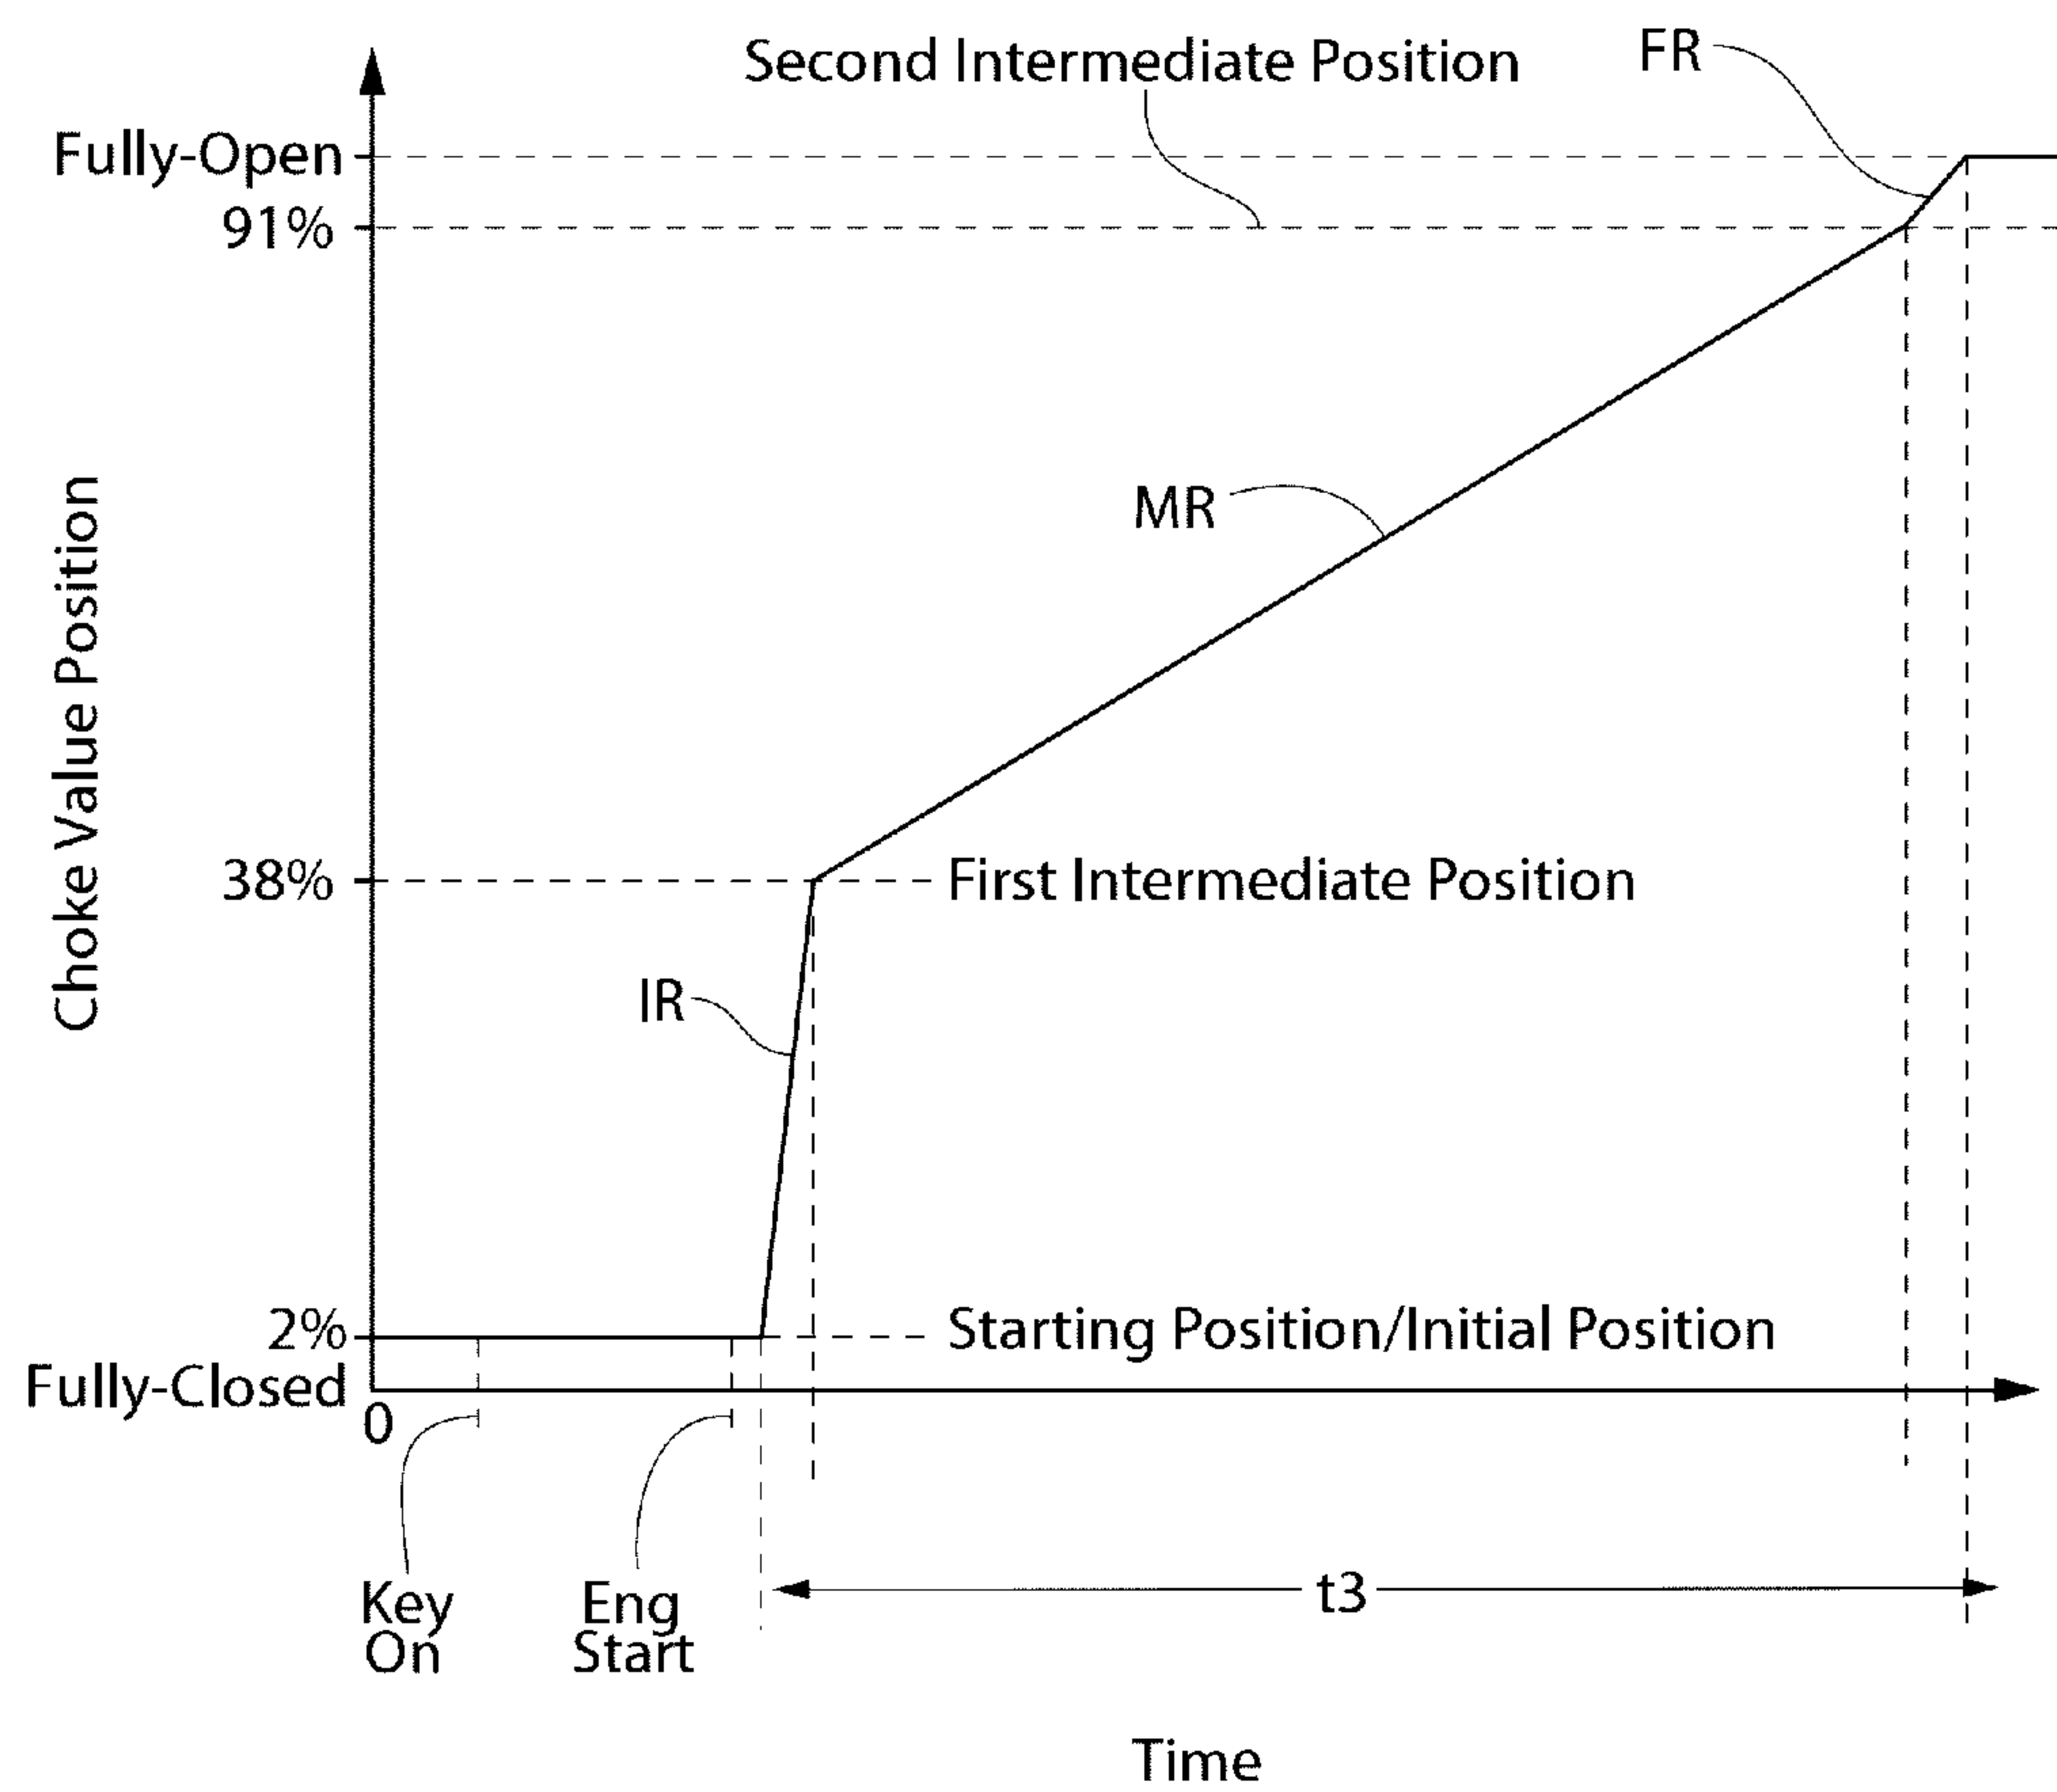 Second Intermediate Position
FR
Fully-Open
91%
MR
Choke Value Position
38%
First Intermediate Position
IR
2%
Starting Position/Initial Position
Fully-Closed
0
Key
On
Eng
Start
t3
Time